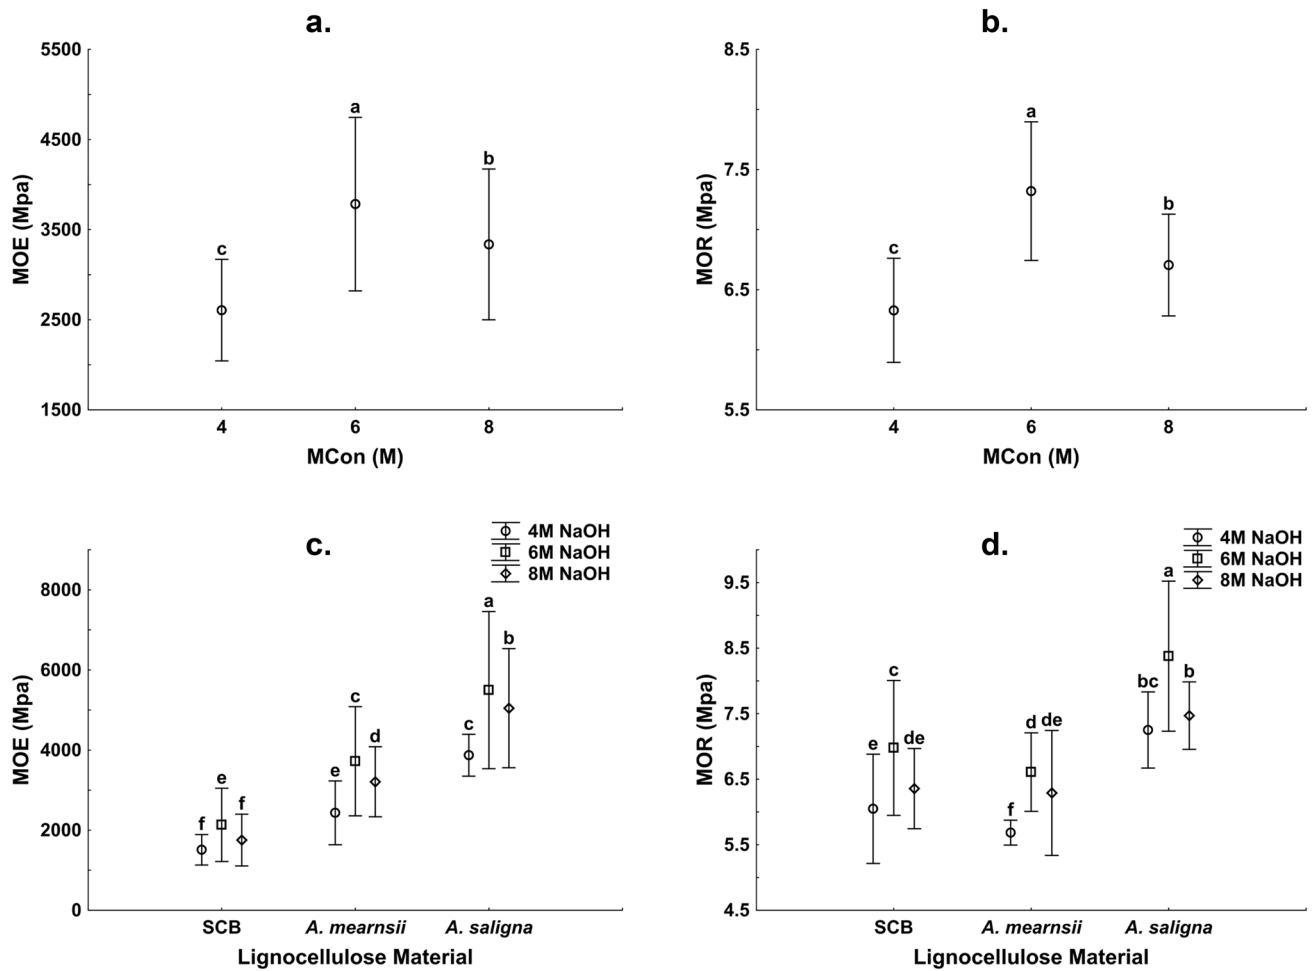 a.
5500
4500
3500
2500
1500
MOE (Mpa)
c
a
b
4
6
8
MCon (M)
b.
8.5
7.5
6.5
5.5
MOR (Mpa)
c
a
b
4
6
8
MCon (M)
c.
4M NaOH
6M NaOH
8M NaOH
8000
6000
4000
2000
0
MOE (Mpa)
f
e
f
e
c
d
c
a
b
SCB
A. mearnsii
A. saligna
Lignocellulose Material
d.
4M NaOH
6M NaOH
8M NaOH
9.5
8.5
7.5
6.5
5.5
4.5
MOR (Mpa)
e
c
de
f
d
de
bc
a
b
SCB
A. mearnsii
A. saligna
Lignocellulose Material